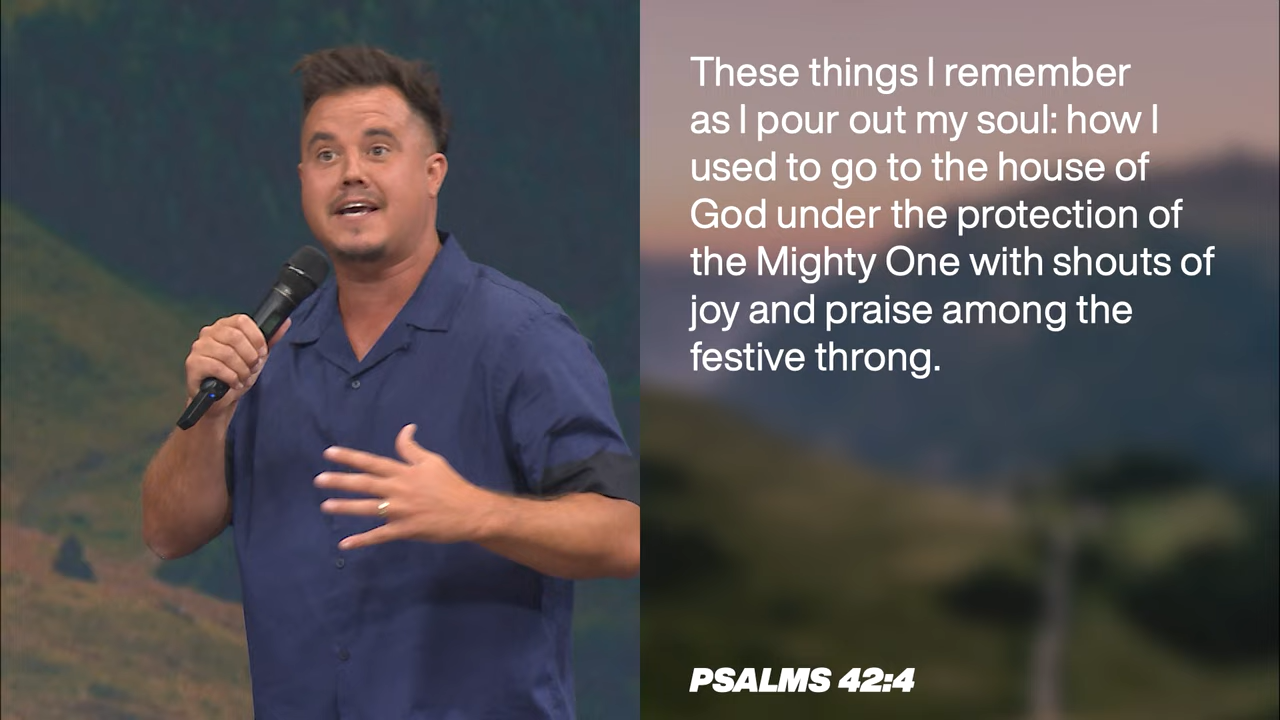 These things I remember
as I pour out my soul: how I
used to go to the house of
God under the protection of
the Mighty One with shouts of
joy and praise among the
festive throng.
PSALMS 42:4